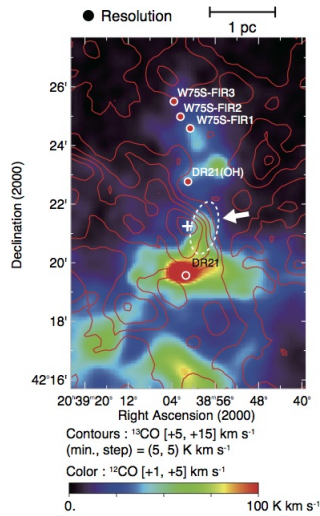 Resolution
1 pc
26'
W75S-FIR3
W75S-FIR2
W75S-FIR1
24'
DR21(OH)
22'
Declination (2000)
DR21
20'
18'
42°16'
20ʰ39ᵐ20ˢ 12 04ˢ 38ᵐ56ˢ 48 40ˢ
Right Ascension (2000)
Contours : ¹³CO [+5, +15] km s⁻¹
(min., step) = (5, 5) K km s⁻¹
Color : ¹²CO [+1, +5] km s⁻¹
0. 100 K km s⁻¹